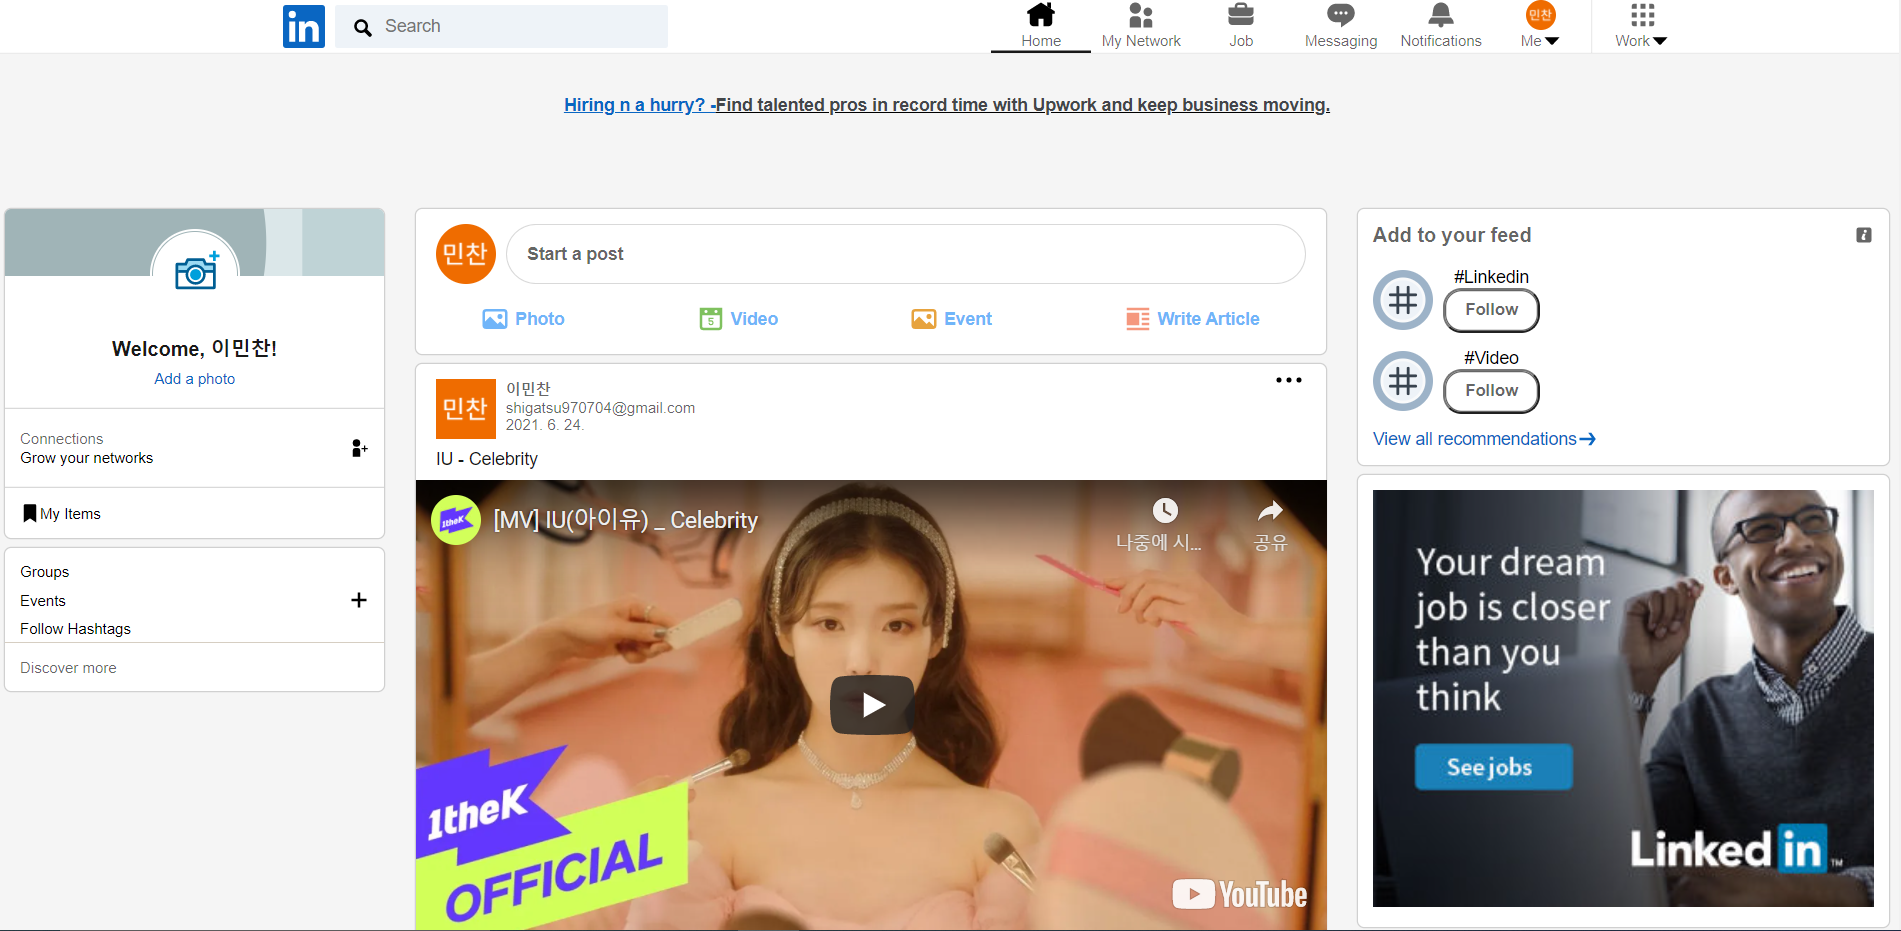 in
Search
Home
My Network
Job
Messaging
Notifications
민찬
Me
Work
Hiring n a hurry? -Find talented pros in record time with Upwork and keep business moving.
Welcome, 이민찬!
Add a photo
Connections
Grow your networks
My Items
Groups
Events
Follow Hashtags
Discover more
민찬
Start a post
Photo
5
Video
Event
Write Article
민찬
이민찬
shigatsu970704@gmail.com
2021. 6. 24.
IU - Celebrity
1theK
[MV] IU(아이유) _ Celebrity
나중에 시...
공유
1theK
OFFICIAL
YouTube
Add to your feed
i
#Linkedin
Follow
#Video
Follow
View all recommendations
Your dream
job is closer
than you
think
See jobs
Linked in TM